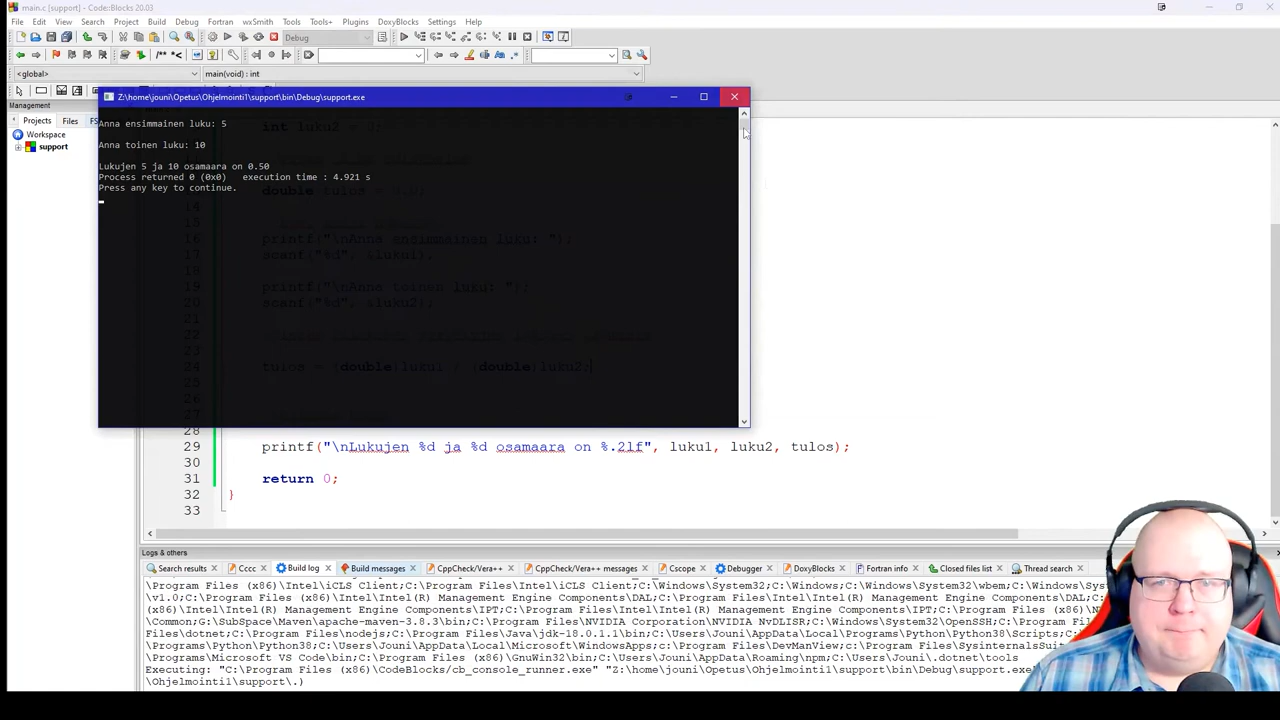 main.c [support] - Code::Blocks 20.03
File Edit View Search Project Build Debug Fortran wxSmith Tools Tools+ Plugins DoxyBlocks Settings Help
Debug
/** *<
<global> main(void) : int
Management
Projects Files FS
Workspace
support
Z:\home\jouni\Opetus\Ohjelmointi1\support\bin\Debug\support.exe
Anna ensimmainen luku: 5
Anna toinen luku: 10
Lukujen 5 ja 10 osamaara on 0.50
Process returned 0 (0x0) execution time : 4.921 s
Press any key to continue.
int luku2 = 0;
double tulos = 0.0;
14
15
16 printf("\nAnna ensimmainen luku: ");
17 scanf("%d", &luku1);
18
19 printf("\nAnna toinen luku: ");
20 scanf("%d", &luku2);
21
22
23
24 tulos = (double)luku1 / (double)luku2;
25
26
27
28
29 printf("\nLukujen %d ja %d osamaara on %.2lf", luku1, luku2, tulos);
30
31 return 0;
32 }
33
Logs & others
Search results Cccc Build log Build messages CppCheck/Vera++ CppCheck/Vera++ messages Cscope Debugger DoxyBlocks Fortran info Closed files list Thread search
\Program Files (x86)\Intel\iCLS Client;C:\Program Files\Intel\iCLS Client;C:\Windows\System32;C:\Windows;C:\Windows\System32\wbem;C:\Windows
\v1.0;C:\Program Files (x86)\Intel\Intel(R) Management Engine Components\DAL;C:\Program Files\Intel\Intel(R) Management Engine Components\DAL;C:
(x86)\Intel\Intel(R) Management Engine Components\IPT;C:\Program Files\Intel\Intel(R) Management Engine Components\IPT;C:\Pr
\Common;G:\SubSpace\Maven\apache-maven-3.8.3\bin;C:\Program Files\NVIDIA Corporation\NVIDIA NvDLISR;C:\Windows\System32\OpenSSH;C:\Program
Files\dotnet;C:\Program Files\nodejs;C:\Program Files\Java\jdk-18.0.1.1\bin;C:\Users\Jouni\AppData\Local\Programs\Python\Python38\Scripts;C:
\Users\Jouni\AppData\Local\Microsoft\WindowsApps;C:\Program Files\DevManView;C:\Program Files\SysinternalsSuit
\Programs\Microsoft VS Code\bin;C:\Program Files (x86)\GnuWin32\bin;C:\Users\Jouni\AppData\Roaming\npm;C:\Users\Jouni\.dotnet\tools
Executing: "C:\Program Files (x86)\CodeBlocks/cb_console_runner.exe" "Z:\home\jouni\Opetus\Ohjelmointi1\support\bin\Debug\support.exe
\Ohjelmointi1\support\.)